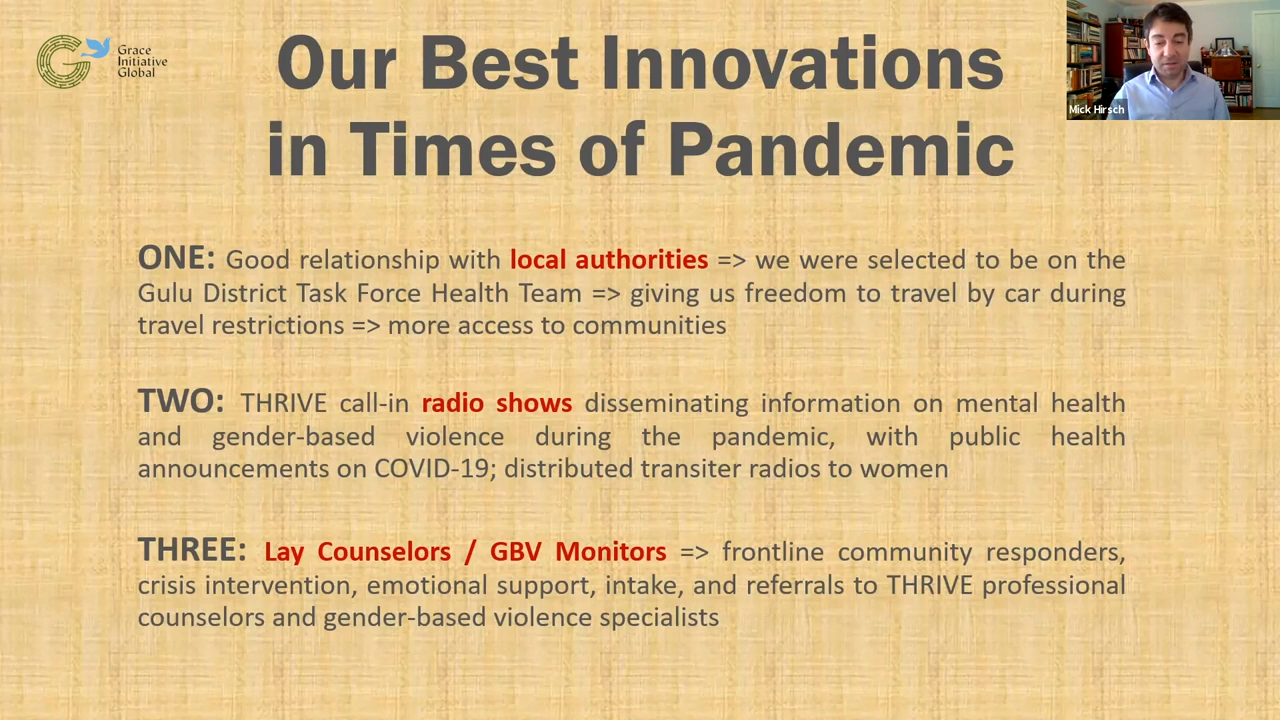 Grace
Initiative
Global
Our Best Innovations
in Times of Pandemic
Mick Hirsch
ONE: Good relationship with local authorities => we were selected to be on the
Gulu District Task Force Health Team => giving us freedom to travel by car during
travel restrictions => more access to communities
TWO: THRIVE call-in radio shows disseminating information on mental health
and gender-based violence during the pandemic, with public health
announcements on COVID-19; distributed transiter radios to women
THREE: Lay Counselors / GBV Monitors => frontline community responders,
crisis intervention, emotional support, intake, and referrals to THRIVE professional
counselors and gender-based violence specialists